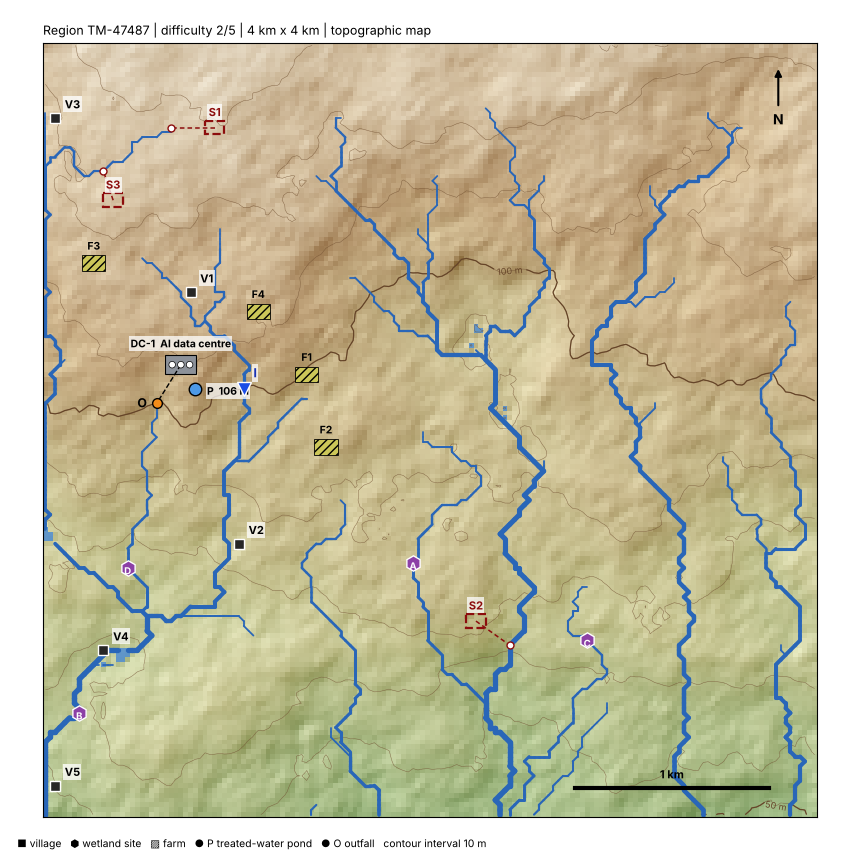 Region TM-47487 | difficulty 2/5 | 4 km x 4 km | topographic map
V3
S1
N
S3
F3
100 m
V1
F4
DC-1 AI data centre
F1
I
P 106
O
F2
V2
A
D
S2
V4
C
B
V5
1 km
50 m
village wetland site farm P treated-water pond O outfall contour interval 10 m